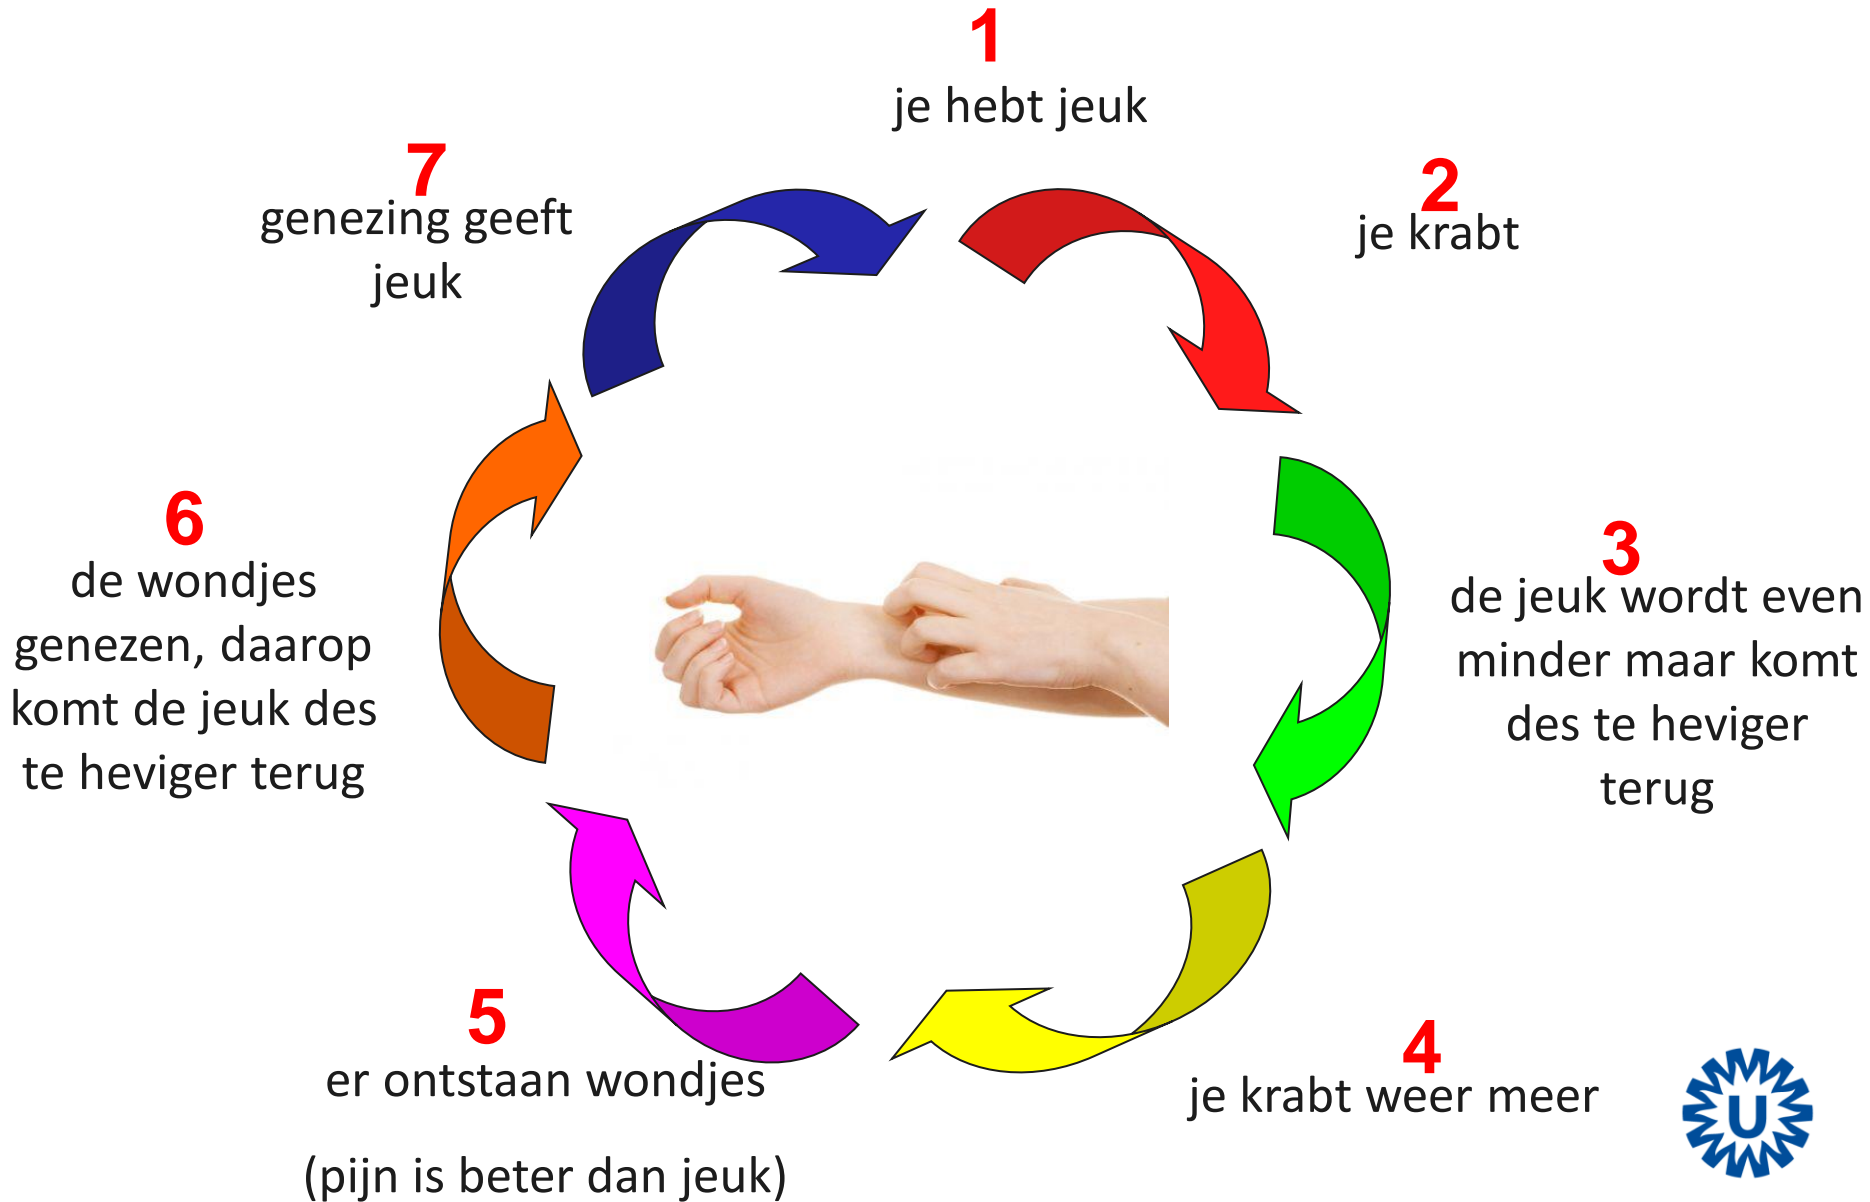 1
je hebt jeuk
2
je krabt
3
de jeuk wordt even
minder maar komt
des te heviger
terug
4
je krabt weer meer
5
er ontstaan wondjes
(pijn is beter dan jeuk)
6
de wondjes
genezen, daarop
komt de jeuk des
te heviger terug
7
genezing geeft
jeuk
U